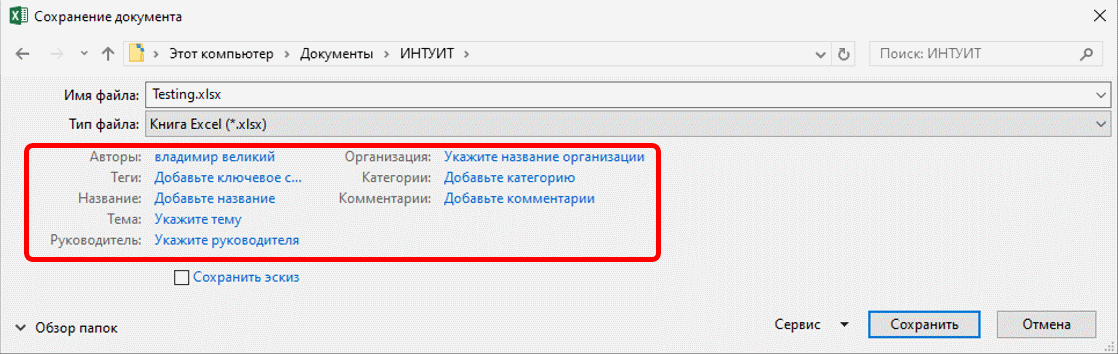 Сохранение документа
Этот компьютер > Документы > ИНТУИТ >
Поиск: ИНТУИТ
Имя файла: Testing.xlsx
Тип файла: Книга Excel (*.xlsx)
Авторы: владимир великий Организация: Укажите название организации
Теги: Добавьте ключевое с... Категории: Добавьте категорию
Название: Добавьте название Комментарии: Добавьте комментарии
Тема: Укажите тему
Руководитель: Укажите руководителя
Сохранить эскиз
Обзор папок Сервис Сохранить Отмена